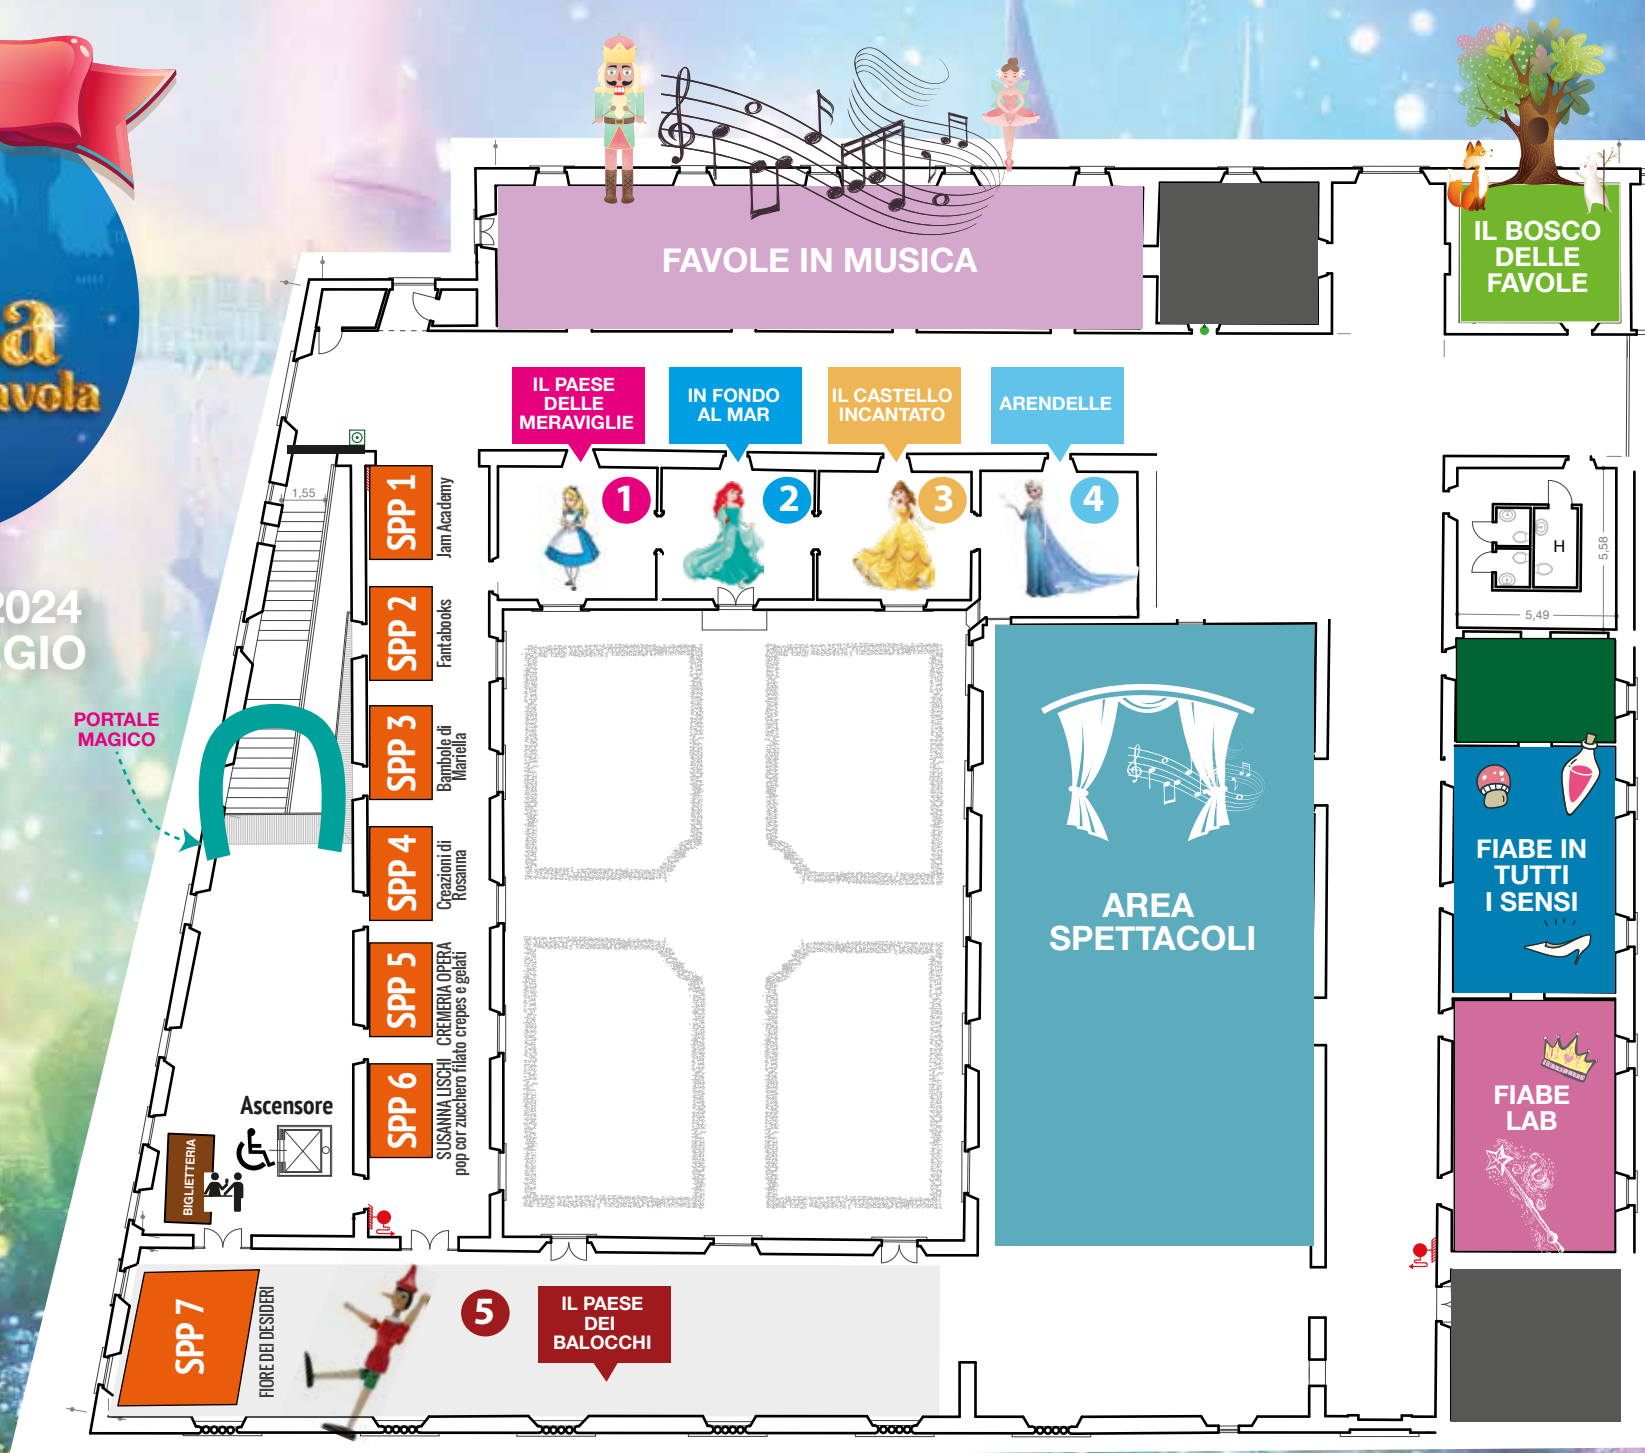 a
avola
2024
EGIO
PORTALE
MAGICO
FAVOLE IN MUSICA
IL BOSCO
DELLE
FAVOLE
IL PAESE
DELLE
MERAVIGLIE
IN FONDO
AL MAR
IL CASTELLO
INCANTATO
ARENDELLE
1
2
3
4
1,55
SPP 1
Jam Academy
SPP 2
Fantabooks
SPP 3
Bambole di
Mariella
SPP 4
Creazioni di
Rosanna
SPP 5
CREMERIA OPERA
crepes e gelati
SPP 6
SUSANNA LISCHI
pop cor zucchero filato
H
5,58
5,49
AREA
SPETTACOLI
FIABE IN
TUTTI
I SENSI
FIABE
LAB
Ascensore
BIGLIETTERIA
SPP 7
FIORE DEI DESIDERI
5
IL PAESE
DEI
BALOCCHI